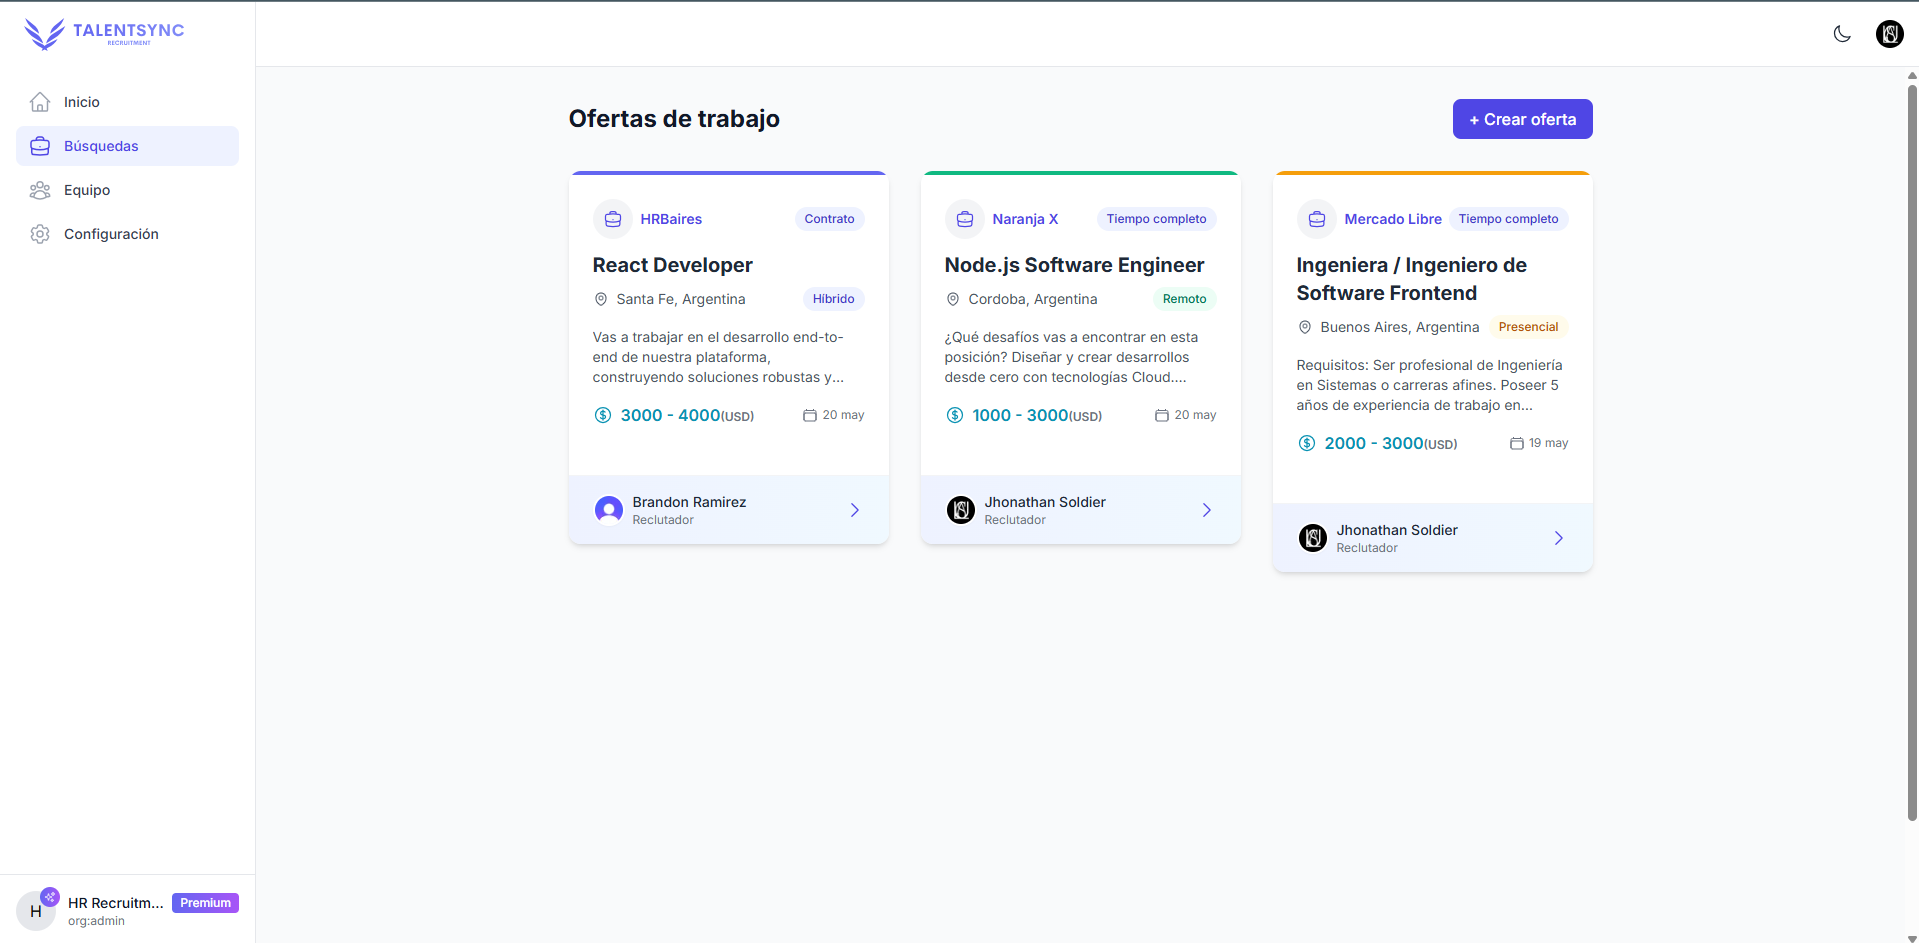 TALENTSYNC
RECRUITMENT
Inicio
Búsquedas
Equipo
Configuración
HR Recruitm... Premium
org:admin
H
Ofertas de trabajo
+ Crear oferta
HRBaires Contrato
React Developer
Santa Fe, Argentina Híbrido
Vas a trabajar en el desarrollo end-to-
end de nuestra plataforma,
construyendo soluciones robustas y...
3000 - 4000(USD) 20 may
Brandon Ramirez
Reclutador
Naranja X Tiempo completo
Node.js Software Engineer
Cordoba, Argentina Remoto
¿Qué desafíos vas a encontrar en esta
posición? Diseñar y crear desarrollos
desde cero con tecnologías Cloud....
1000 - 3000(USD) 20 may
Jhonathan Soldier
Reclutador
Mercado Libre Tiempo completo
Ingeniera / Ingeniero de
Software Frontend
Buenos Aires, Argentina Presencial
Requisitos: Ser profesional de Ingeniería
en Sistemas o carreras afines. Poseer 5
años de experiencia de trabajo en...
2000 - 3000(USD) 19 may
Jhonathan Soldier
Reclutador